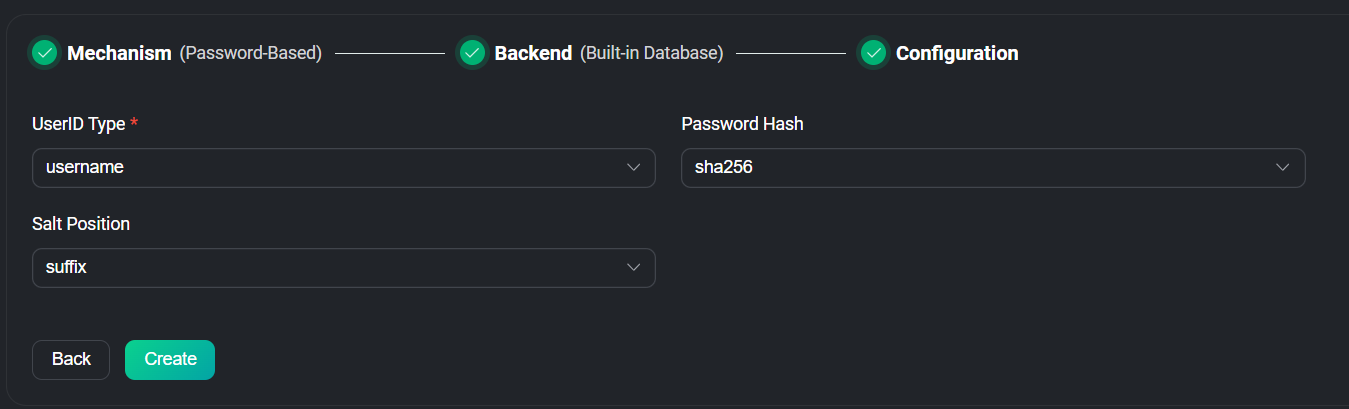 Mechanism (Password-Based) Backend (Built-in Database) Configuration
UserID Type * Password Hash
username sha256
Salt Position
suffix
Back Create